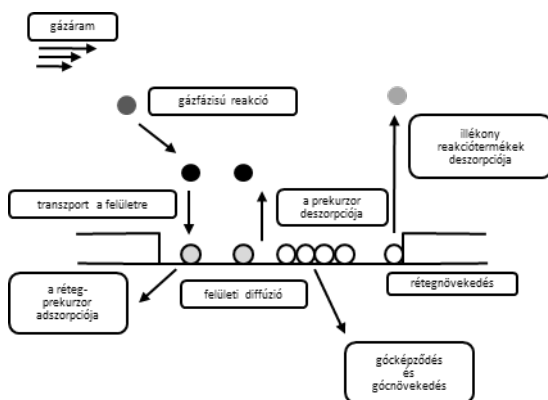 gázáram
gázfázisú reakció
illékony
reakciótermékek
deszorpciója
transzport a felületre
a prekurzor
deszorpciója
a réteg-
prekurzor
adszorpciója
felületi diffúzió
rétegnövekedés
gócképződés
és
gócnövekedés